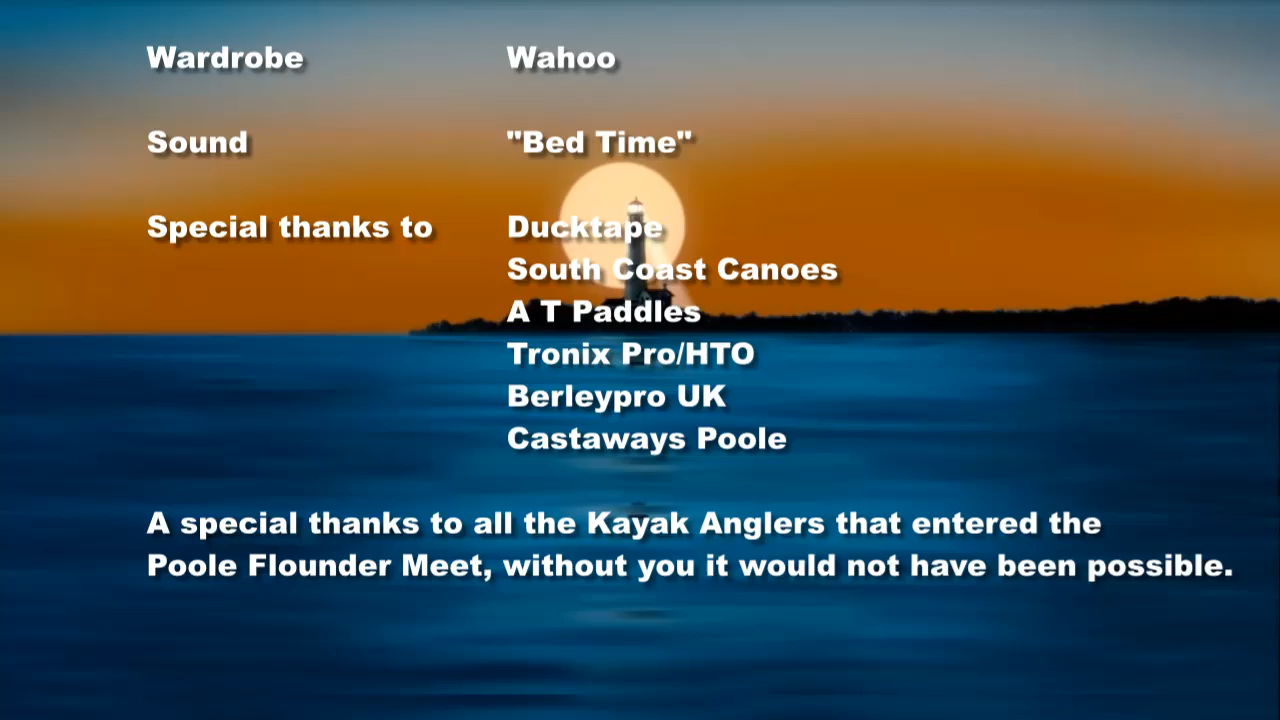 Wardrobe Wahoo
Sound "Bed Time"
Special thanks to Ducktape
South Coast Canoes
A T Paddles
Tronix Pro/HTO
Berleypro UK
Castaways Poole
A special thanks to all the Kayak Anglers that entered the
Poole Flounder Meet, without you it would not have been possible.